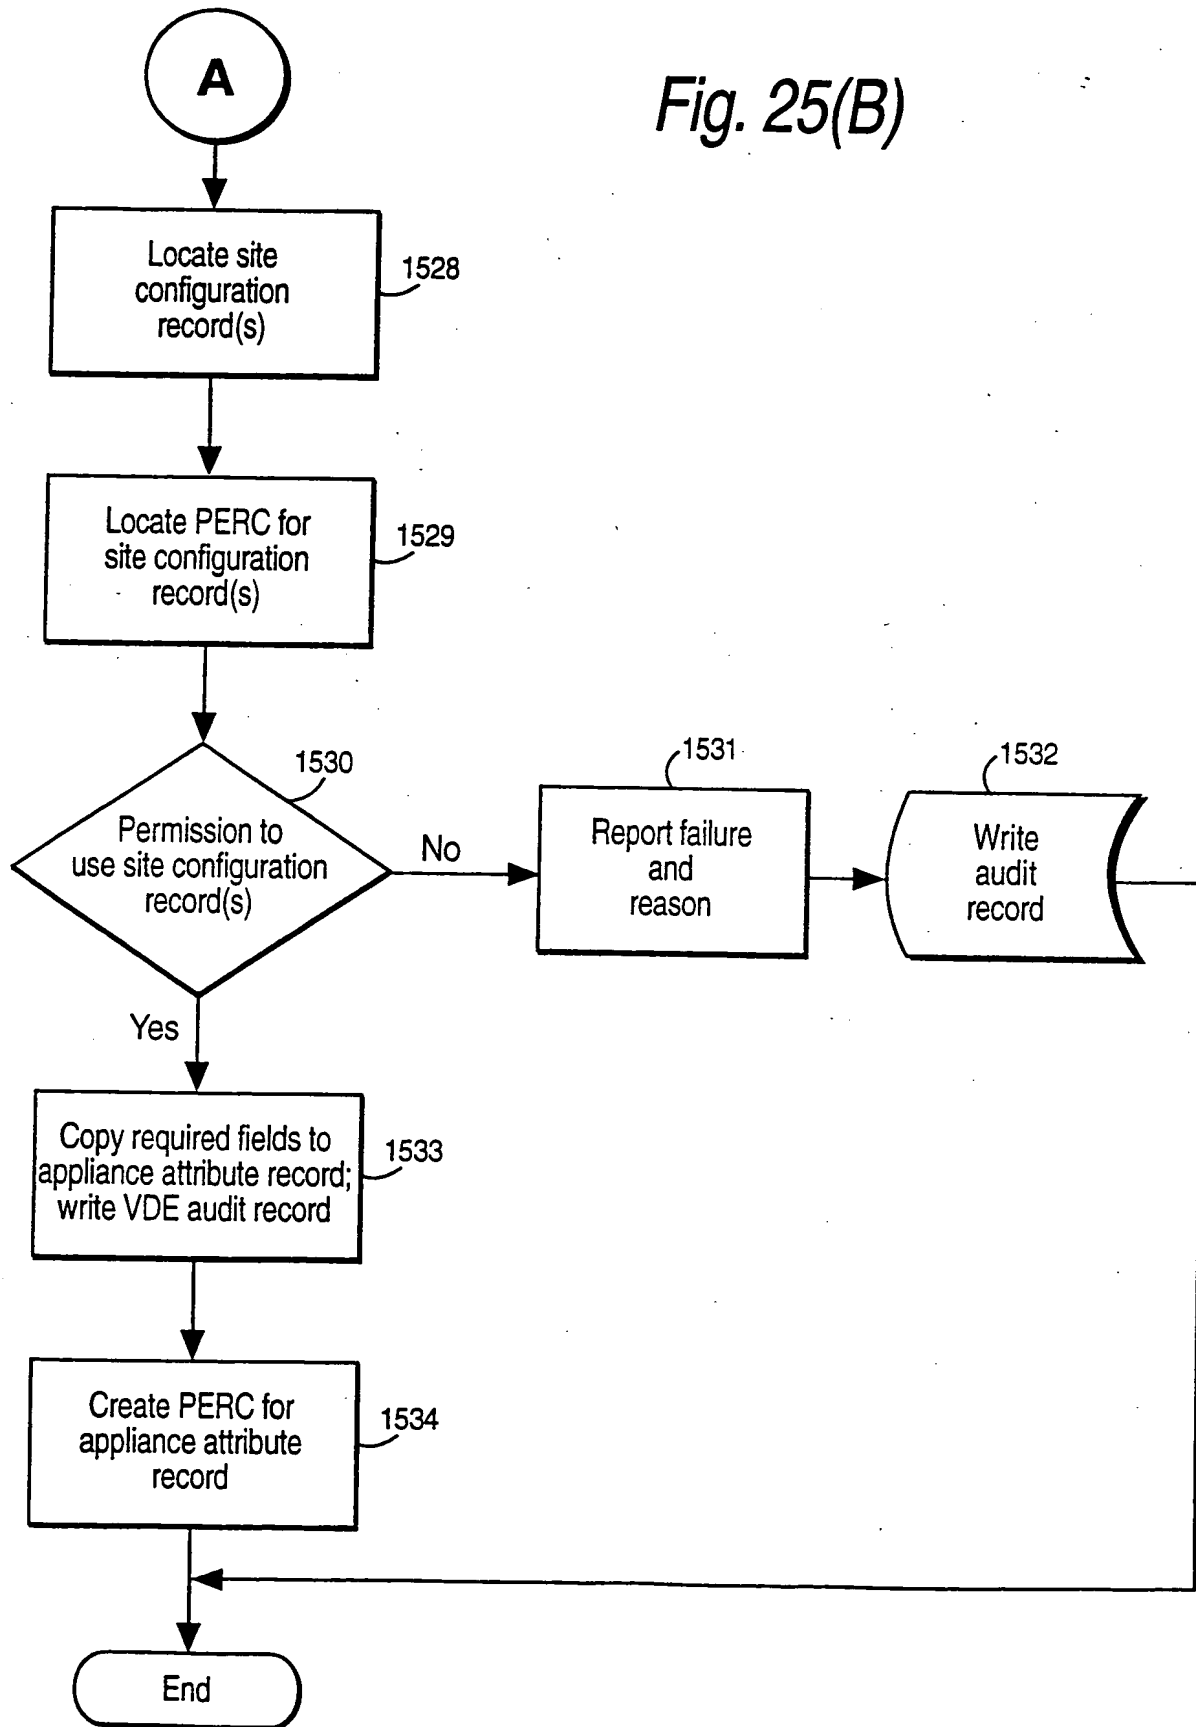 A
Fig. 25(B)
Locate site
configuration
record(s)
1528
Locate PERC for
site configuration
record(s)
1529
1530
Permission to
use site configuration
record(s)
No
1531
Report failure
and
reason
1532
Write
audit
record
Yes
Copy required fields to
appliance attribute record;
write VDE audit record
1533
Create PERC for
appliance attribute
record
1534
End